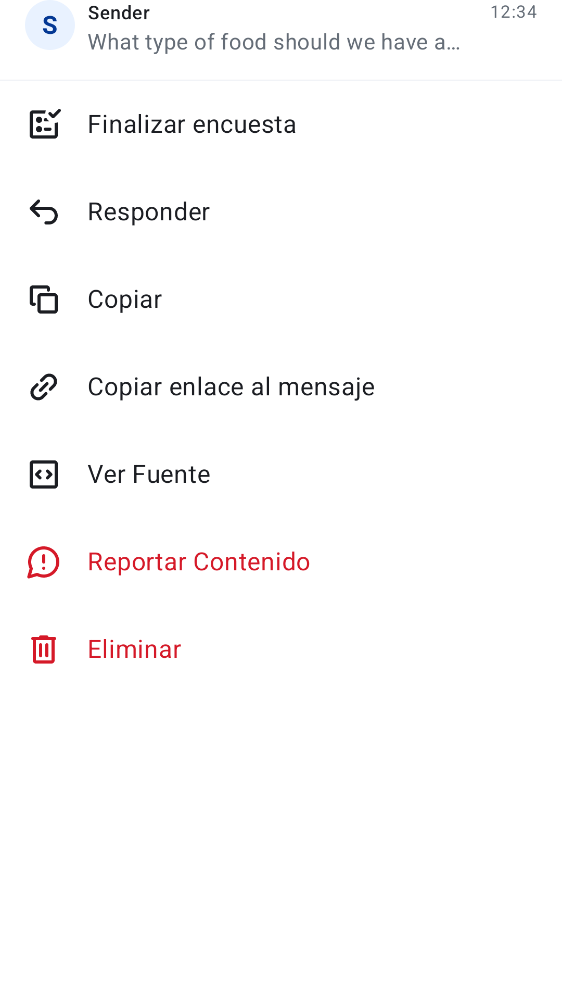 S
Sender
12:34
What type of food should we have a…
Finalizar encuesta
Responder
Copiar
Copiar enlace al mensaje
Ver Fuente
Reportar Contenido
Eliminar